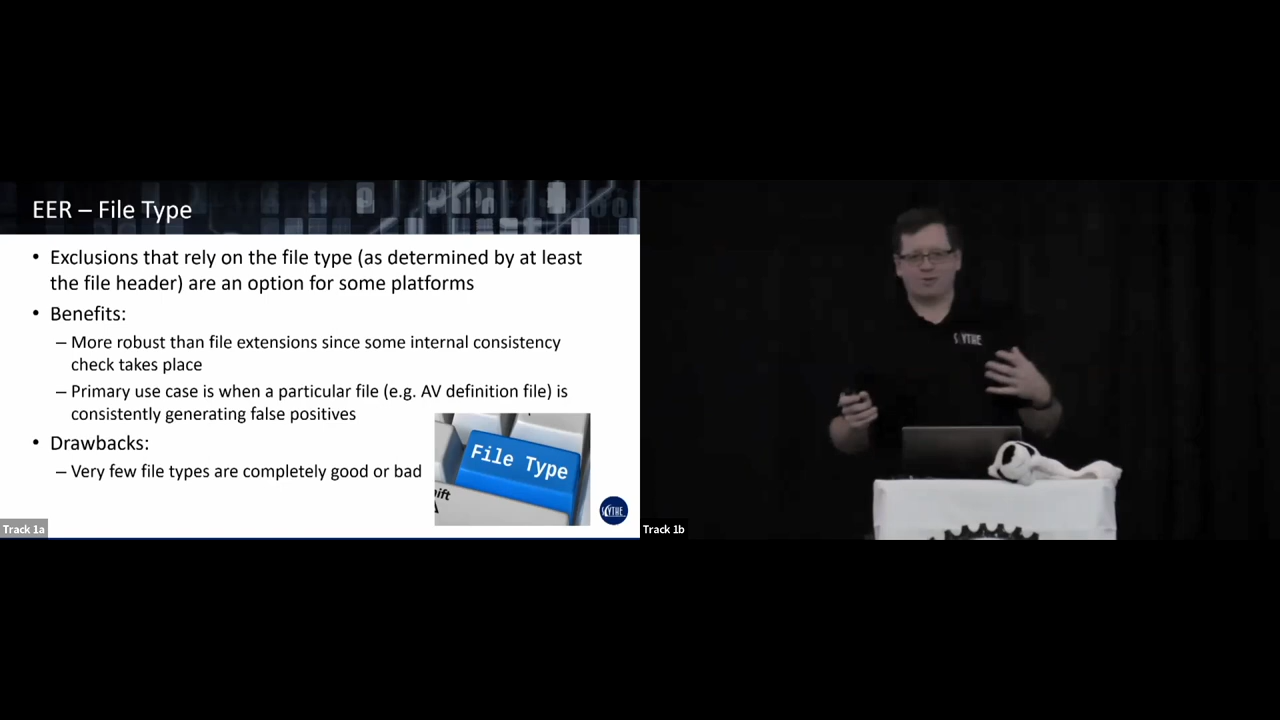 EER – File Type
• Exclusions that rely on the file type (as determined by at least
the file header) are an option for some platforms
• Benefits:
– More robust than file extensions since some internal consistency
check takes place
– Primary use case is when a particular file (e.g. AV definition file) is
consistently generating false positives
• Drawbacks:
– Very few file types are completely good or bad
File Type
hift
A
SCYTHE
SCYTHE
Track 1a
Track 1b